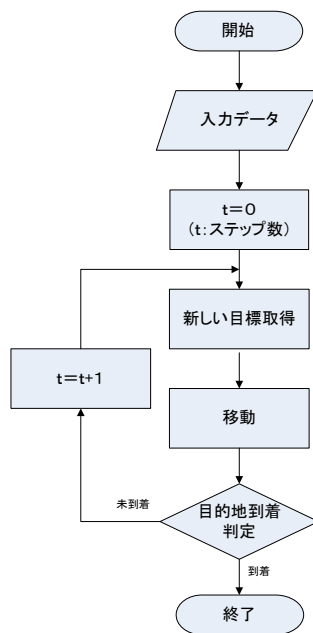 開始
入力データ
t=0
(t:ステップ数)
新しい目標取得
t=t+1
移動
目的地到着
判定
未到着
到着
終了